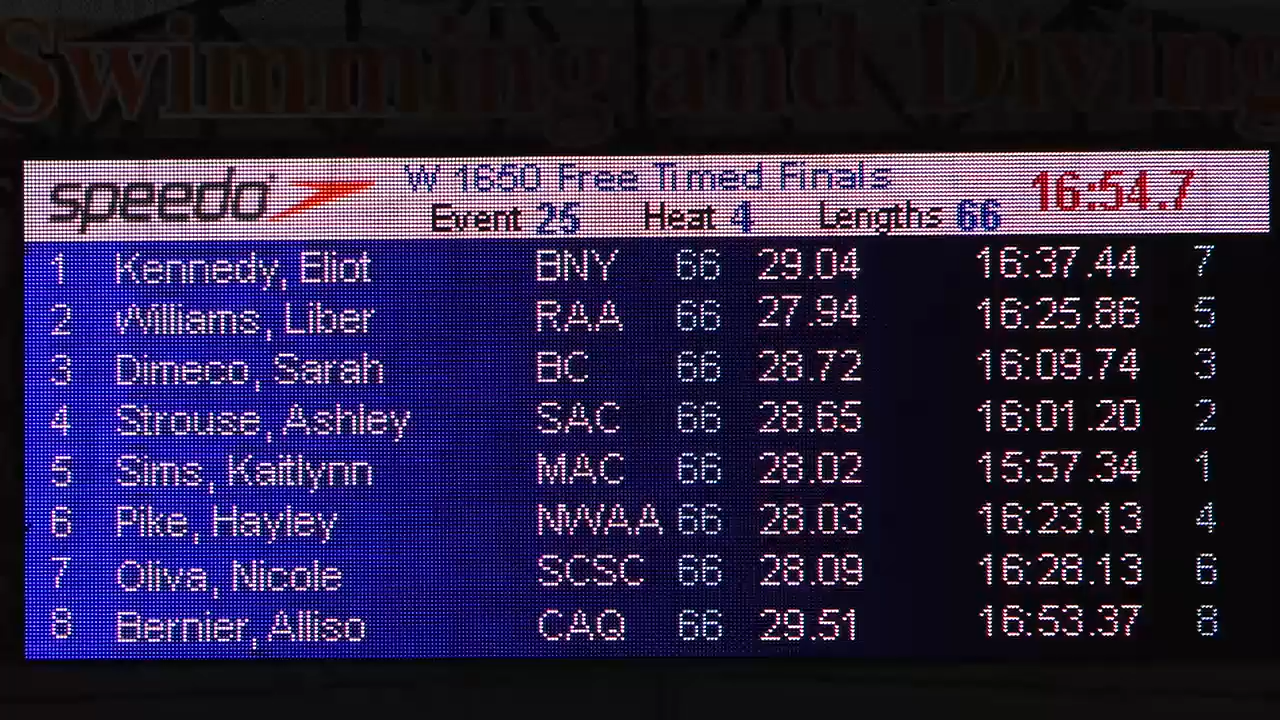 Swimming and Diving
speedo W 1650 Free Timed Finals 16:54.7
Event 25 Heat 4 Lengths 66
1 Kennedy, Eliot BNY 66 29.04 16:37.44 7
2 Williams, Liber RAA 66 27.94 16:25.86 5
3 Dimeco, Sarah BC 66 28.72 16:09.74 3
4 Strouse, Ashley SAC 66 28.65 16:01.20 2
5 Sims, Kaitlynn MAC 66 28.02 15:57.34 1
6 Pike, Hayley NWAA 66 28.03 16:23.13 4
7 Oliva, Nicole SCSC 66 28.09 16:28.13 6
8 Bernier, Alliso CAQ 66 29.51 16:53.37 8